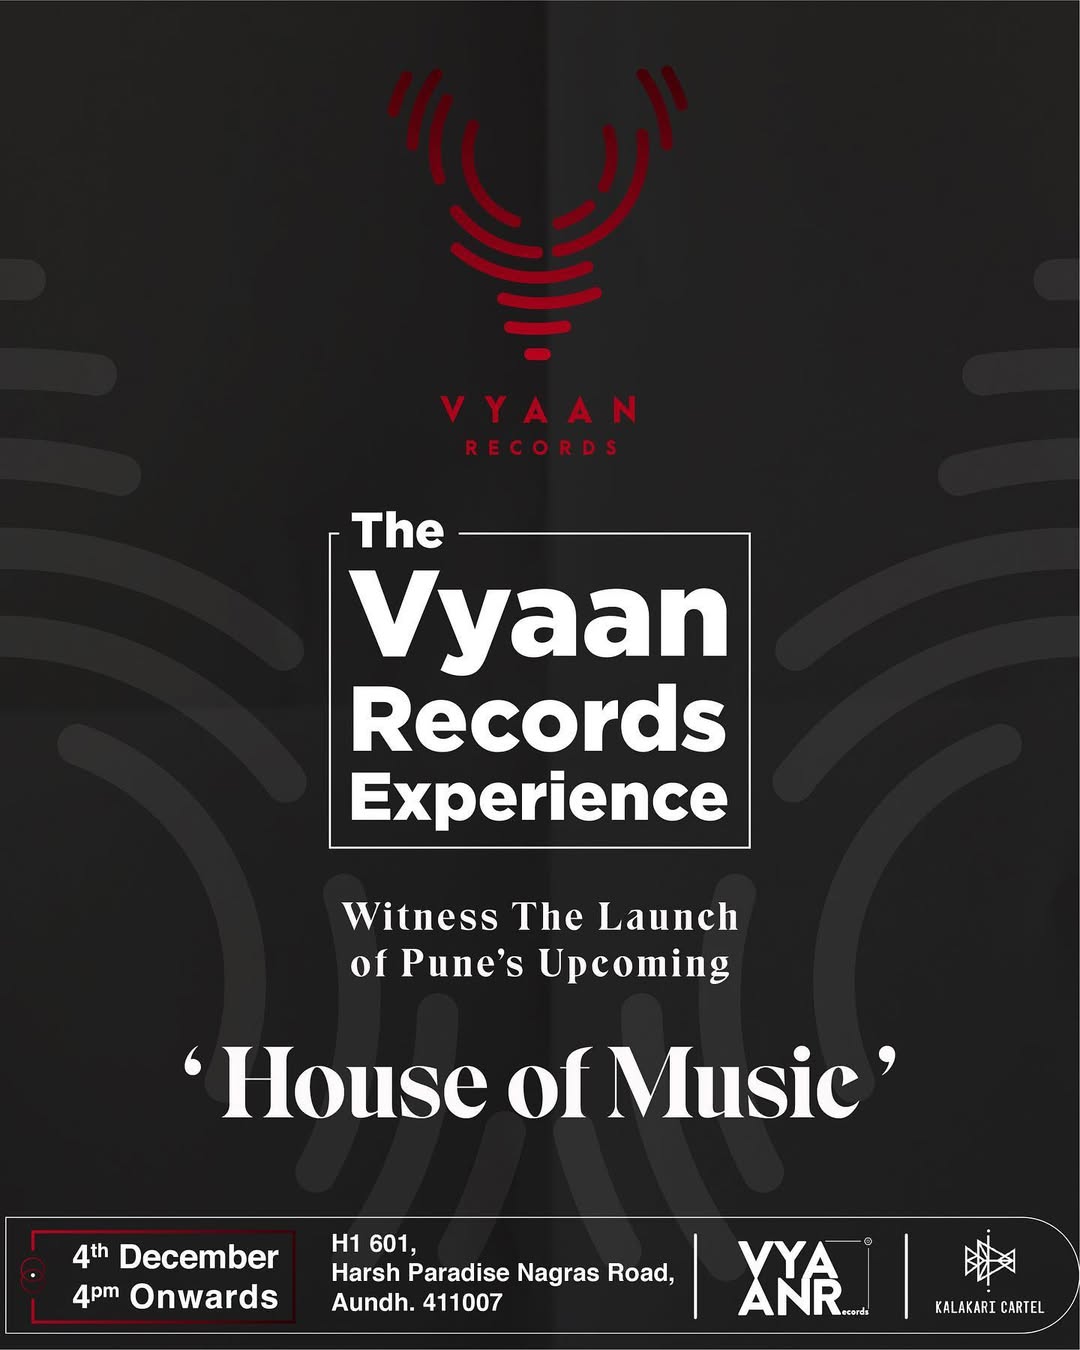 VYAAN
RECORDS
The
Vyaan
Records
Experience
Witness The Launch
of Pune’s Upcoming
‘House of Music’
4th December
4pm Onwards
H1 601,
Harsh Paradise Nagras Road,
Aundh. 411007
VYA
ANR ecords
KALAKARI CARTEL